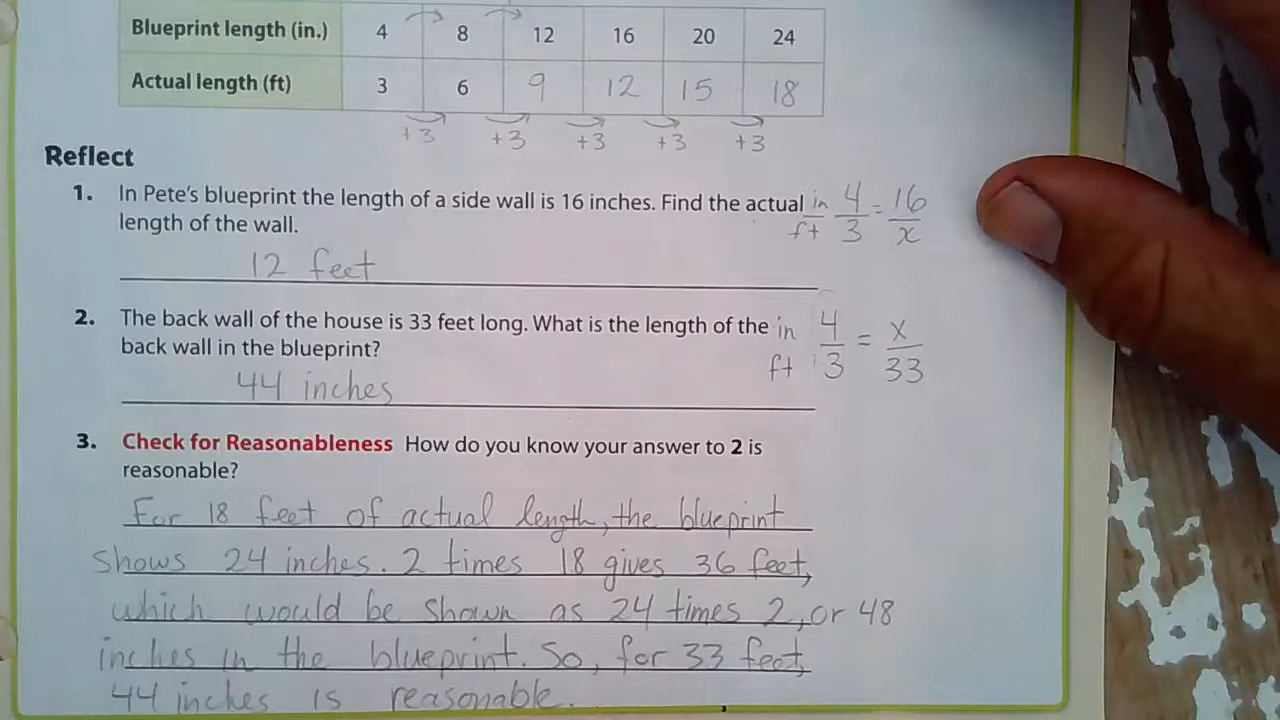 Blueprint length (in.) 4 8 12 16 20 24
Actual length (ft) 3 6 9 12 15 18
+3 +3 +3 +3 +3
Reflect
1. In Pete's blueprint the length of a side wall is 16 inches. Find the actual
length of the wall.
in/ft 4/3 = 16/x
12 feet
2. The back wall of the house is 33 feet long. What is the length of the
back wall in the blueprint?
in ft 4/3 = x/33
44 inches
3. Check for Reasonableness How do you know your answer to 2 is
reasonable?
For 18 feet of actual length, the blueprint
shows 24 inches. 2 times 18 gives 36 feet,
which would be shown as 24 times 2, or 48
inches in the blueprint. So, for 33 feet,
44 inches is reasonable.